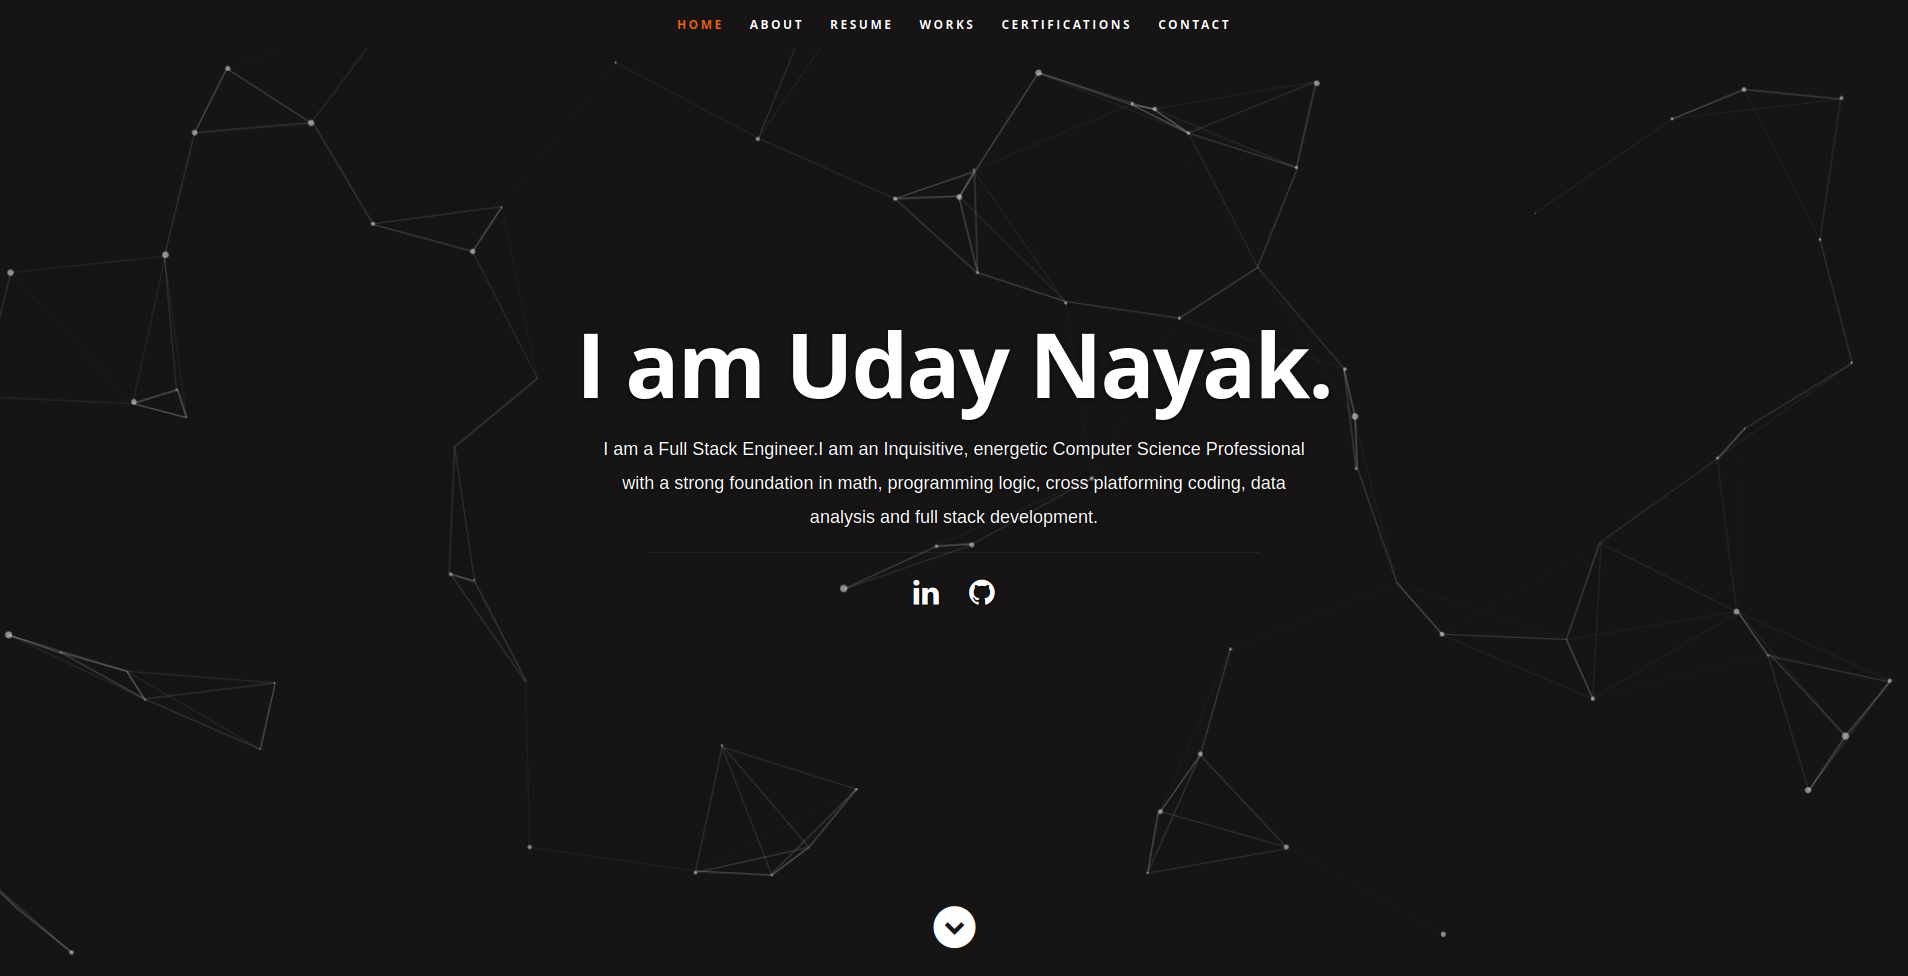 HOME ABOUT RESUME WORKS CERTIFICATIONS CONTACT
I am Uday Nayak.
I am a Full Stack Engineer.I am an Inquisitive, energetic Computer Science Professional
with a strong foundation in math, programming logic, cross platforming coding, data
analysis and full stack development.
in